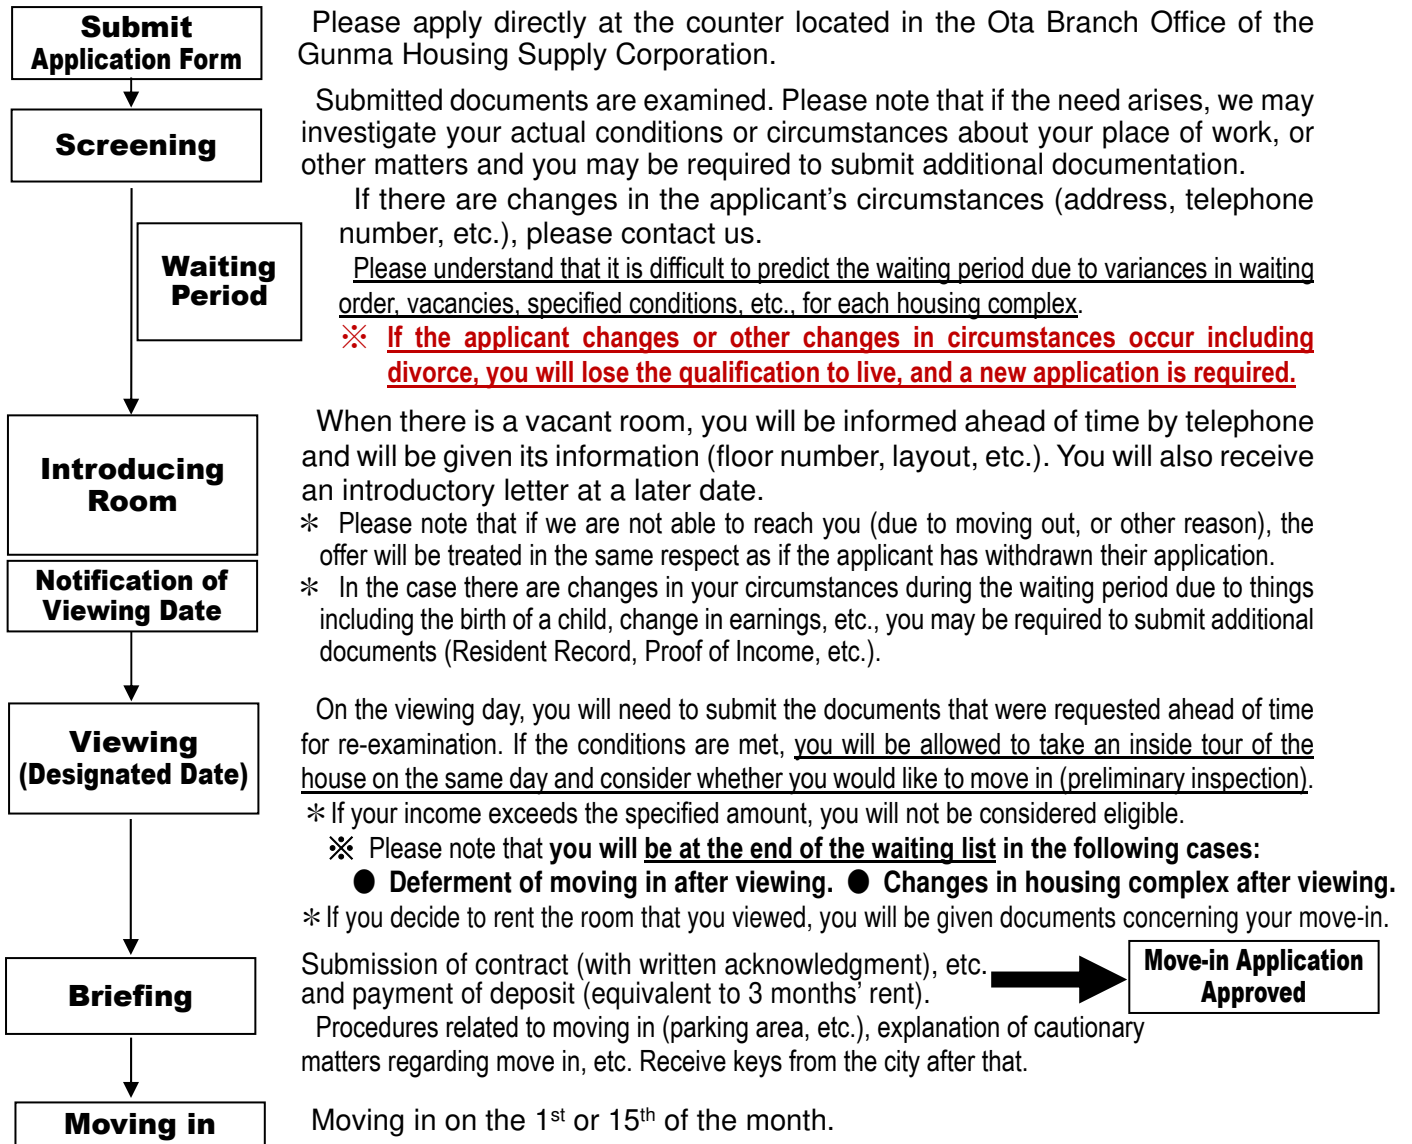 Submit
Application Form
Please apply directly at the counter located in the Ota Branch Office of the
Gunma Housing Supply Corporation.
Screening
Submitted documents are examined. Please note that if the need arises, we may
investigate your actual conditions or circumstances about your place of work, or
other matters and you may be required to submit additional documentation.
Waiting
Period
If there are changes in the applicant's circumstances (address, telephone
number, etc.), please contact us.
Please understand that it is difficult to predict the waiting period due to variances in waiting
order, vacancies, specified conditions, etc., for each housing complex.
※ If the applicant changes or other changes in circumstances occur including
divorce, you will lose the qualification to live, and a new application is required.
Introducing
Room
When there is a vacant room, you will be informed ahead of time by telephone
and will be given its information (floor number, layout, etc.). You will also receive
an introductory letter at a later date.
＊ Please note that if we are not able to reach you (due to moving out, or other reason), the
offer will be treated in the same respect as if the applicant has withdrawn their application.
Notification of
Viewing Date
＊ In the case there are changes in your circumstances during the waiting period due to things
including the birth of a child, change in earnings, etc., you may be required to submit additional
documents (Resident Record, Proof of Income, etc.).
Viewing
(Designated Date)
On the viewing day, you will need to submit the documents that were requested ahead of time
for re-examination. If the conditions are met, you will be allowed to take an inside tour of the
house on the same day and consider whether you would like to move in (preliminary inspection).
＊If your income exceeds the specified amount, you will not be considered eligible.
※ Please note that you will be at the end of the waiting list in the following cases:
● Deferment of moving in after viewing. ● Changes in housing complex after viewing.
＊If you decide to rent the room that you viewed, you will be given documents concerning your move-in.
Briefing
Submission of contract (with written acknowledgment), etc.
and payment of deposit (equivalent to 3 months' rent).
Move-in Application
Approved
Procedures related to moving in (parking area, etc.), explanation of cautionary
matters regarding move in, etc. Receive keys from the city after that.
Moving in
Moving in on the 1st or 15th of the month.